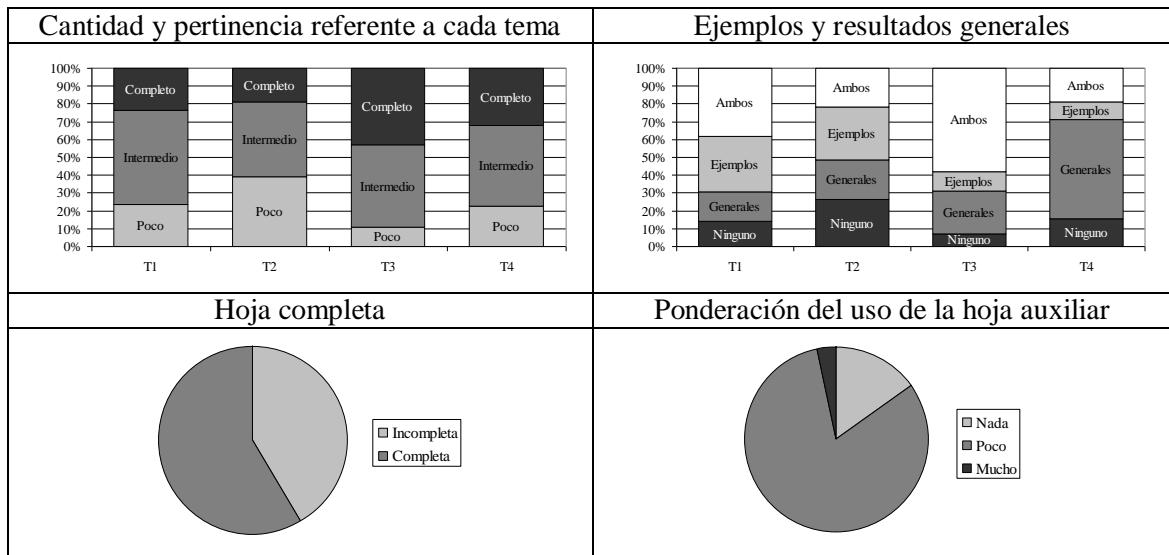 Cantidad y pertinencia referente a cada tema
100%
90%
80%
70%
60%
50%
40%
30%
20%
10%
0%
Completo
Completo
Completo
Completo
Intermedio
Intermedio
Intermedio
Intermedio
Poco
Poco
Poco
Poco
T1 T2 T3 T4
Ejemplos y resultados generales
100%
90%
80%
70%
60%
50%
40%
30%
20%
10%
0%
Ambos
Ambos
Ambos
Ambos
Ejemplos
Ejemplos
Ejemplos
Ejemplos
Generales
Generales
Generales
Generales
Ninguno
Ninguno
Ninguno
Ninguno
T1 T2 T3 T4
Hoja completa
Incompleta
Completa
Ponderación del uso de la hoja auxiliar
Nada
Poco
Mucho